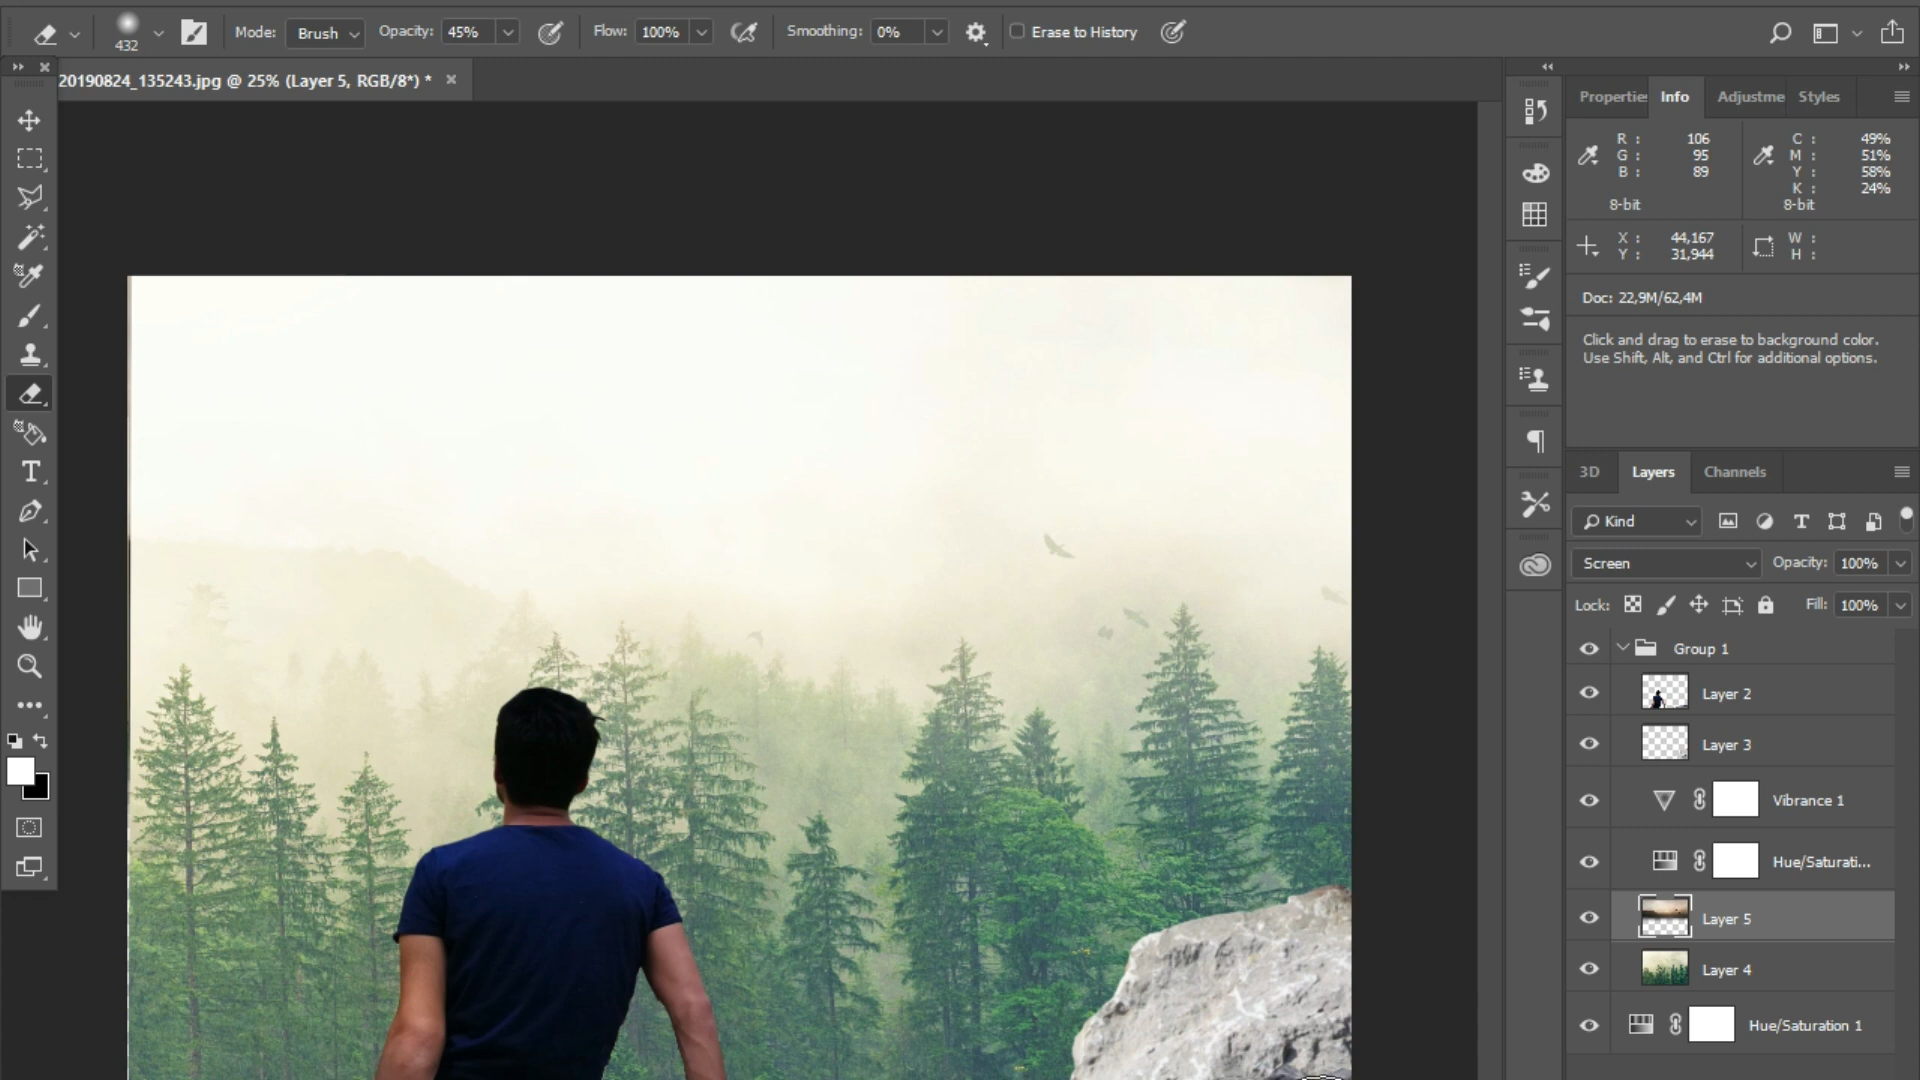 432
Mode: Brush Opacity: 45% Flow: 100% Smoothing: 0% Erase to History
20190824_135243.jpg @ 25% (Layer 5, RGB/8*) *
Properties Info Adjustme Styles
R : 106 C : 49%
G : 95 M : 51%
B : 89 Y : 58%
K : 24%
8-bit 8-bit
X : 44,167 W :
Y : 31,944 H :
Doc: 22,9M/62,4M
Click and drag to erase to background color.
Use Shift, Alt, and Ctrl for additional options.
3D Layers Channels
Kind
Screen Opacity: 100%
Lock: Fill: 100%
Group 1
Layer 2
Layer 3
Vibrance 1
Hue/Saturati...
Layer 5
Layer 4
Hue/Saturation 1